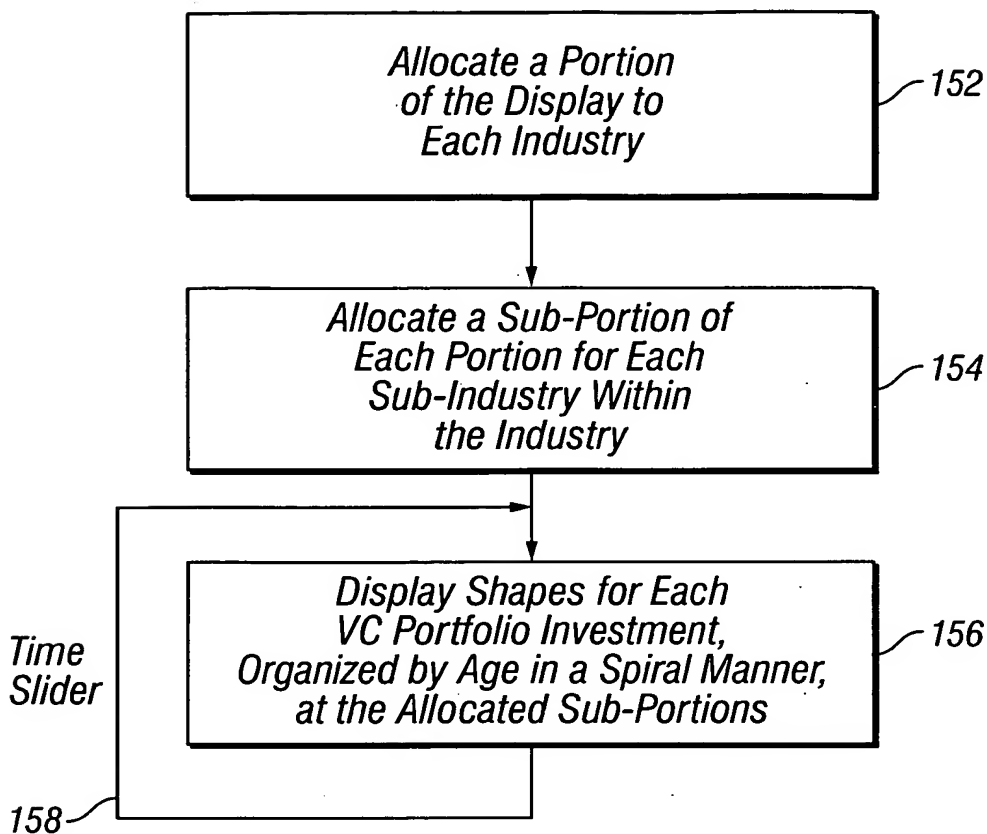 Allocate a Portion
of the Display to
Each Industry
152
Allocate a Sub-Portion of
Each Portion for Each
Sub-Industry Within
the Industry
154
Display Shapes for Each
VC Portfolio Investment,
Organized by Age in a Spiral Manner,
at the Allocated Sub-Portions
156
Time
Slider
158